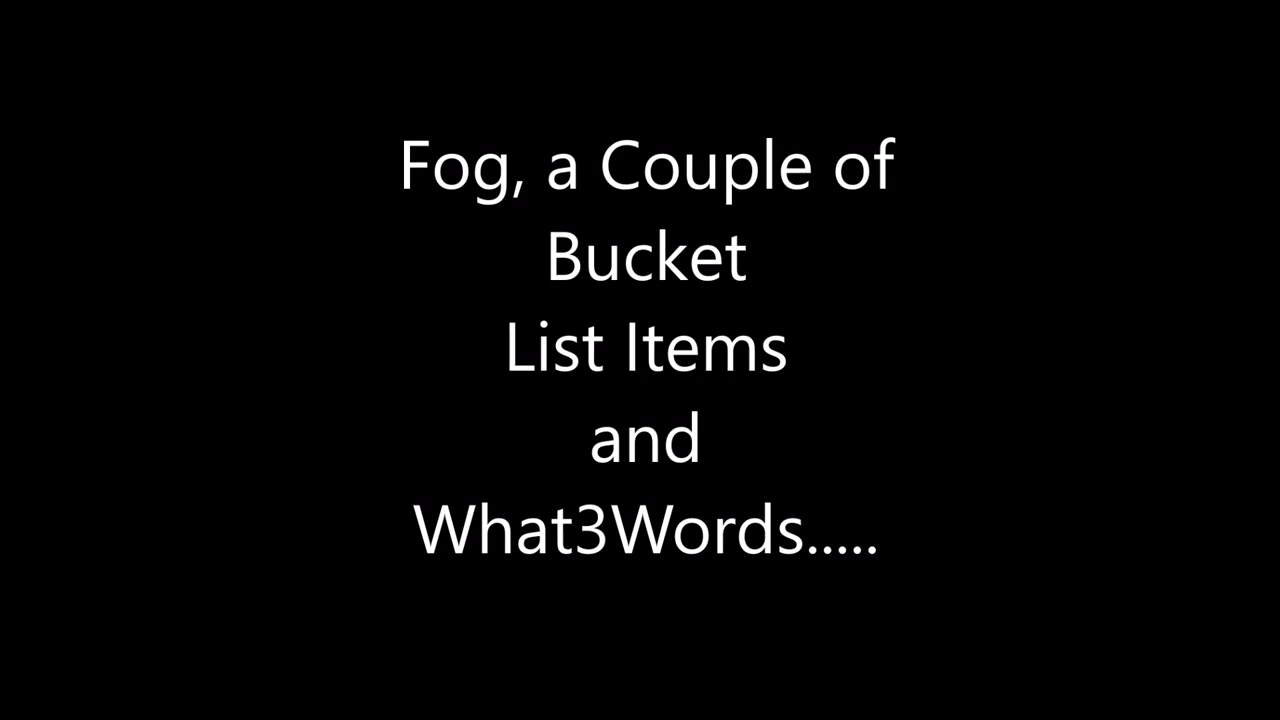 Fog, a Couple of
Bucket
List Items
and
What3Words.....